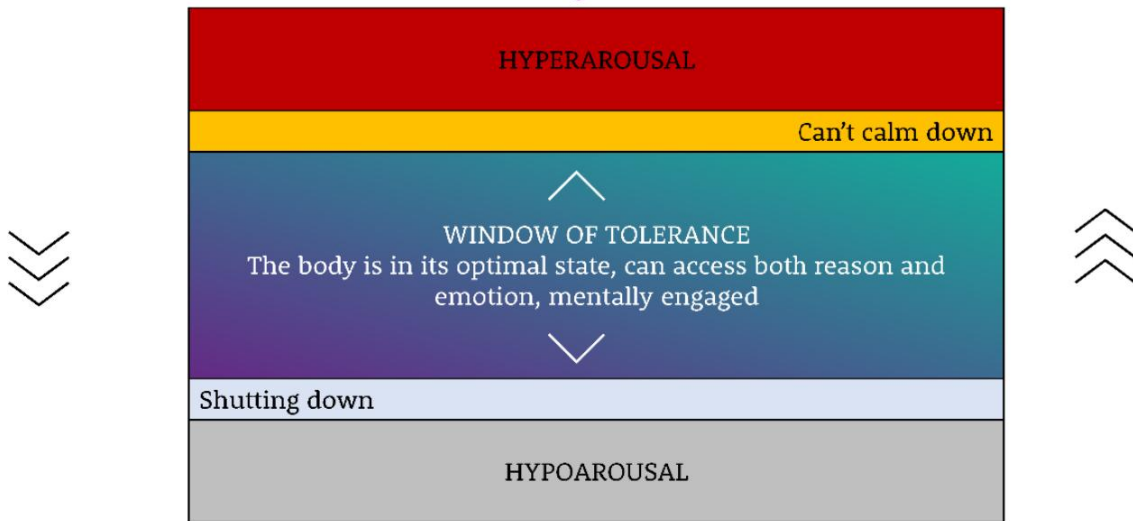 HYPERAROUSAL
Can't calm down
WINDOW OF TOLERANCE
The body is in its optimal state, can access both reason and
emotion, mentally engaged
Shutting down
HYPOAROUSAL